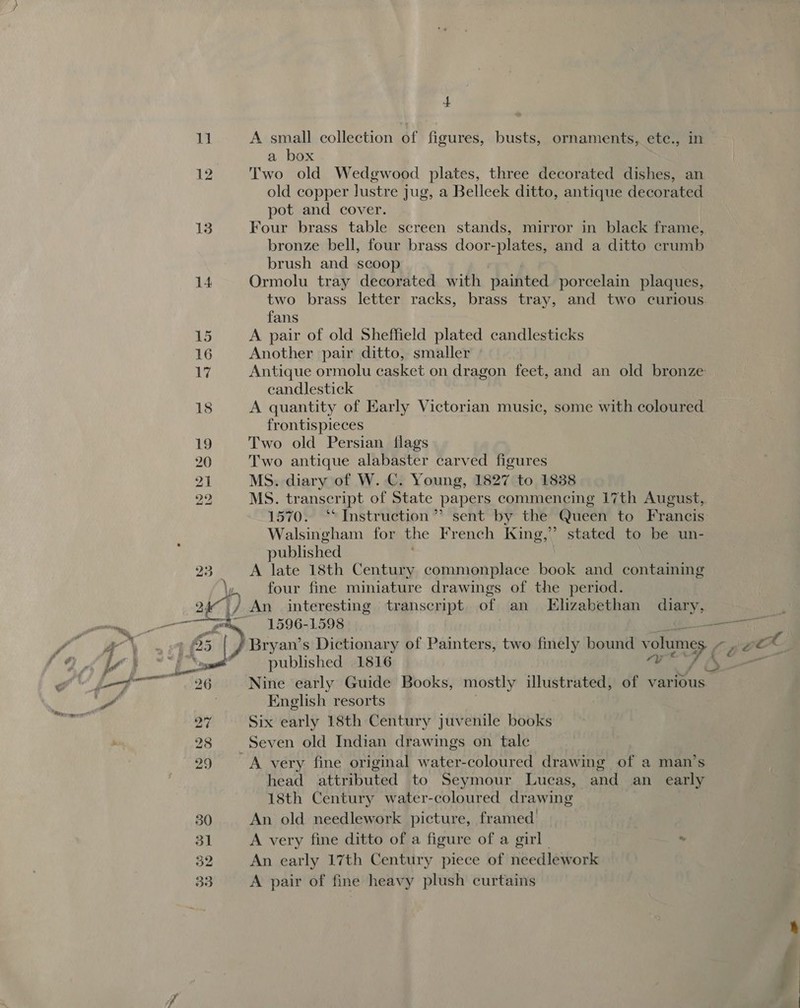 4
11 A small collection of figures, busts, ornaments, etc., in
a box
12 Two old Wedgwood plates, three decorated dishes, an
old copper lustre jug, a Belleek ditto, antique decorated
pot and cover.
13 Four brass table screen stands, mirror in black frame,
bronze bell, four brass door-plates, and a ditto crumb
brush and scoop
14 Ormolu tray decorated with painted porcelain plaques,
two brass letter racks, brass tray, and two curious
fans
15 A pair of old Sheffield plated candlesticks
16 Another pair ditto, smaller
17 Antique ormolu casket on dragon feet, and an old bronze
candlestick
18 A quantity of Early Victorian music, some with coloured
frontispieces
19 Two old Persian flags
20 Two antique alabaster carved figures
21 MS. diary of W. C. Young, 1827 to 1838
22 MS. transcript of State papers commencing 17th August,
1570. “Instruction” sent by the Queen to Francis
Walsingham for the French King,” stated to be un-
published
23 A late 18th Century commonplace book and containing
four fine miniature drawings of the period.
24 An interesting transcript of an Elizabethan diary,
1596-1598
25 Bryan’s Dictionary of Painters, two finely bound volumes
published 1816
26 Nine early Guide Books, mostly illustrated, of various
English resorts
27 Six early 18th Century juvenile books
28 Seven old Indian drawings on talc
29 A very fine original water-coloured drawing of a man’s
head attributed to Seymour Lucas, and an early
18th Century water-coloured drawing
30 An old needlework picture, framed
31 A very fine ditto of a figure of a girl
32 An early 17th Century piece of needlework
33 A pair of fine heavy plush curtains